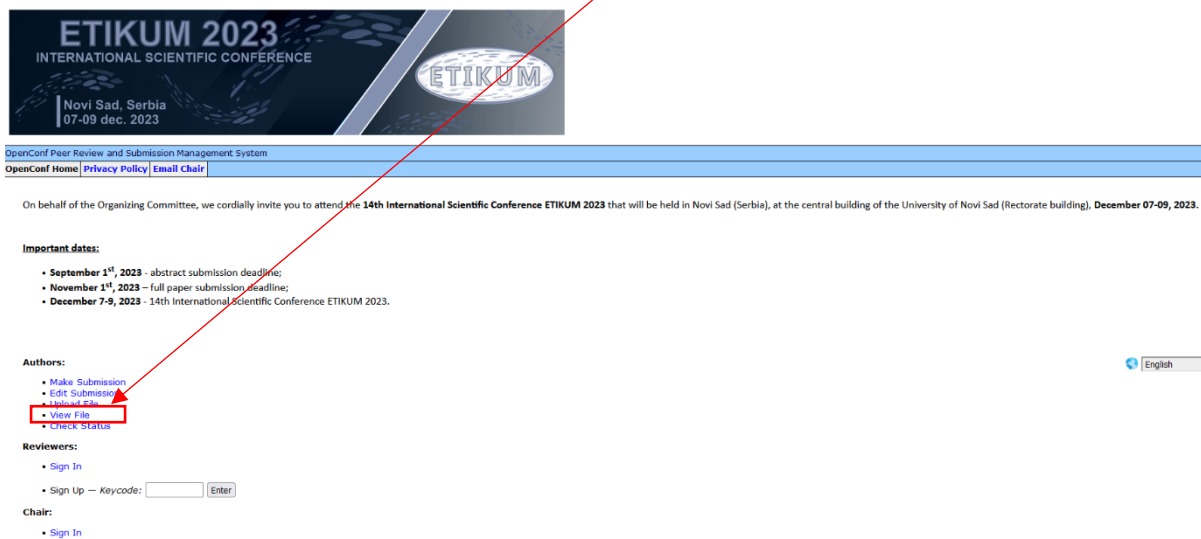 ETIKUM 2023
INTERNATIONAL SCIENTIFIC CONFERENCE
ETIKUM
Novi Sad, Serbia
07-09 dec. 2023
OpenConf Peer Review and Submission Management System
OpenConf Home Privacy Policy Email Chair
On behalf of the Organizing Committee, we cordially invite you to attend the 14th International Scientific Conference ETIKUM 2023 that will be held in Novi Sad (Serbia), at the central building of the University of Novi Sad (Rectorate building), December 07-09, 2023.
Important dates:
• September 1st, 2023 - abstract submission deadline;
• November 1st, 2023 – full paper submission deadline;
• December 7-9, 2023 - 14th International Scientific Conference ETIKUM 2023.
Authors:
English
• Make Submission
• Edit Submission
• Upload File
• View File
• Check Status
Reviewers:
• Sign In
• Sign Up — Keycode: Enter
Chair:
• Sign In